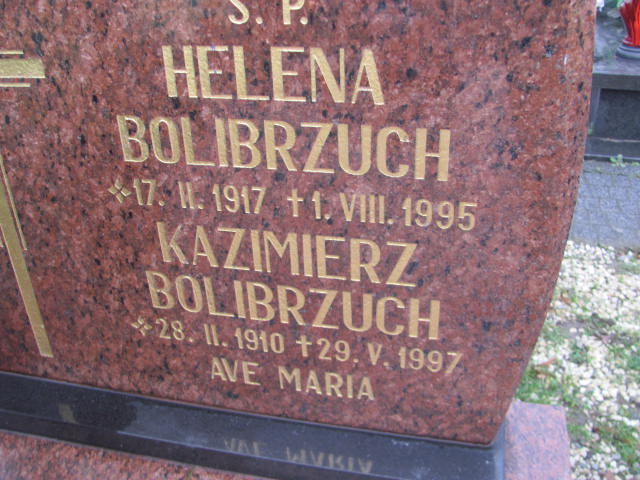 S. P.
HELENA
BOLIBRZUCH
17. II. 1917 † 1. VIII. 1995
KAZIMIERZ
BOLIBRZUCH
28. II. 1910 † 29. V. 1997
AVE MARIA